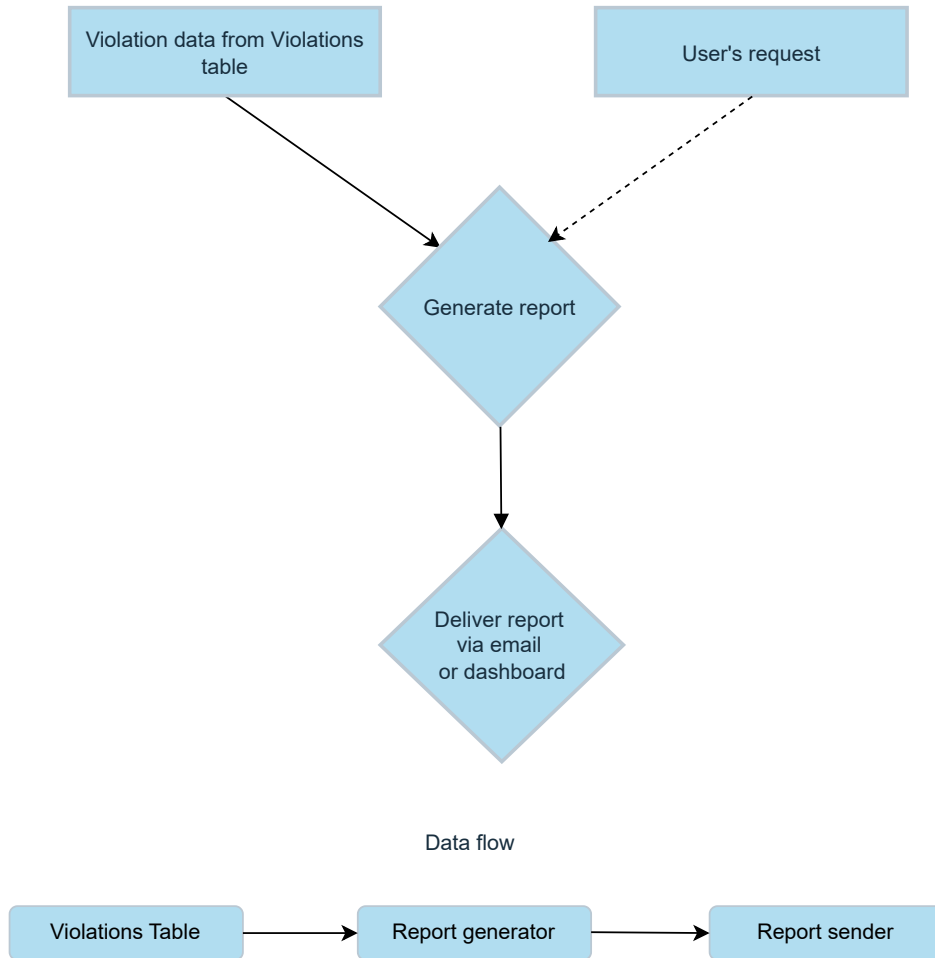 Violation data from Violations
table
User's request
Generate report
Deliver report
via email
or dashboard
Data flow
Violations Table
Report generator
Report sender